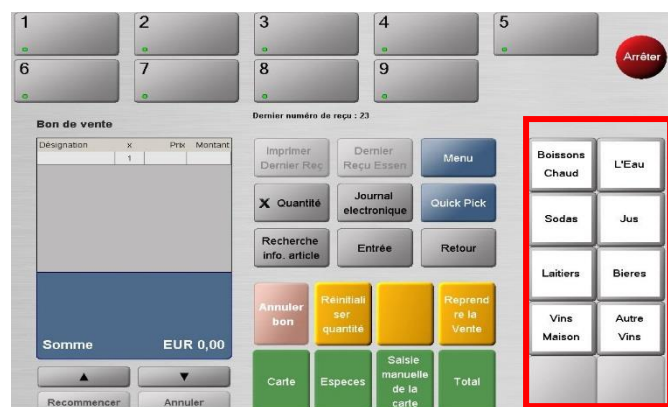 1 2 3 4 5
Arrêter
6 7 8 9
Dernier numéro de reçu : 23
Bon de vente
Désignation x Prix Montant
1
Imprimer
Dernier Reç
Dernier
Reçu Essen
Menu
X Quantité
Journal
electronique
Quick Pick
Recherche
info. article
Entrée
Retour
Annuler
bon
Réinitiali
ser
quantité
Reprend
re la
Vente
Somme EUR 0,00
Carte
Especes
Saisie
manuelle
de la
carte
Total
Recommencer
Annuler
Boissons
Chaud
L'Eau
Sodas
Jus
Laitiers
Bieres
Vins
Maison
Autre
Vins